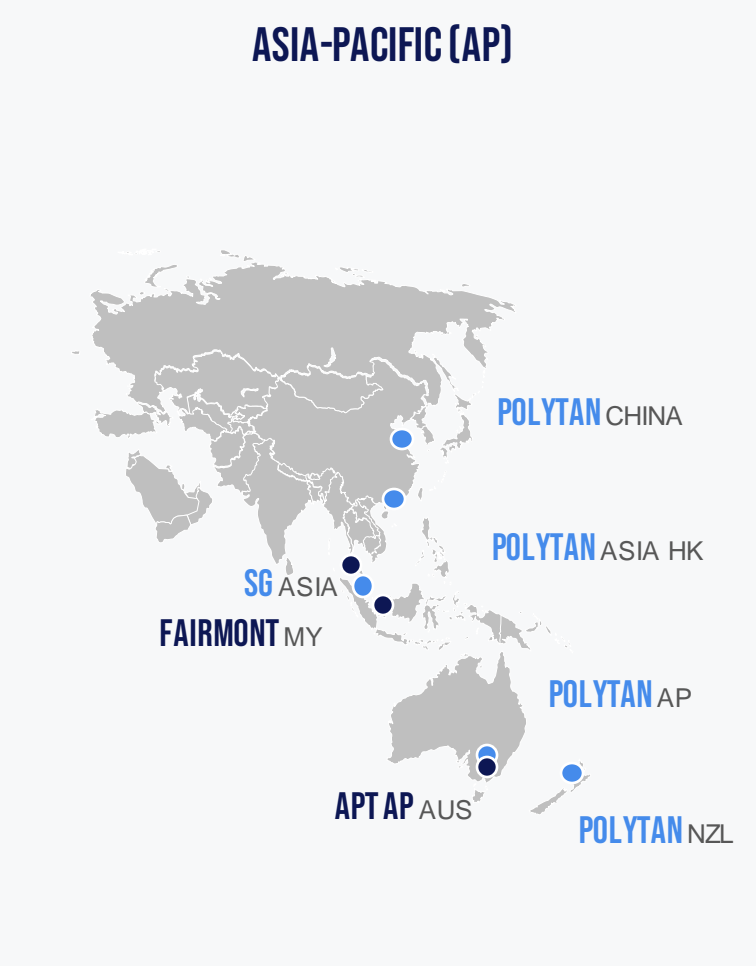 ASIA-PACIFIC (AP)
POLYTAN CHINA
POLYTAN ASIA HK
SG ASIA
FAIRMONT MY
POLYTAN AP
APT AP AUS
POLYTAN NZL